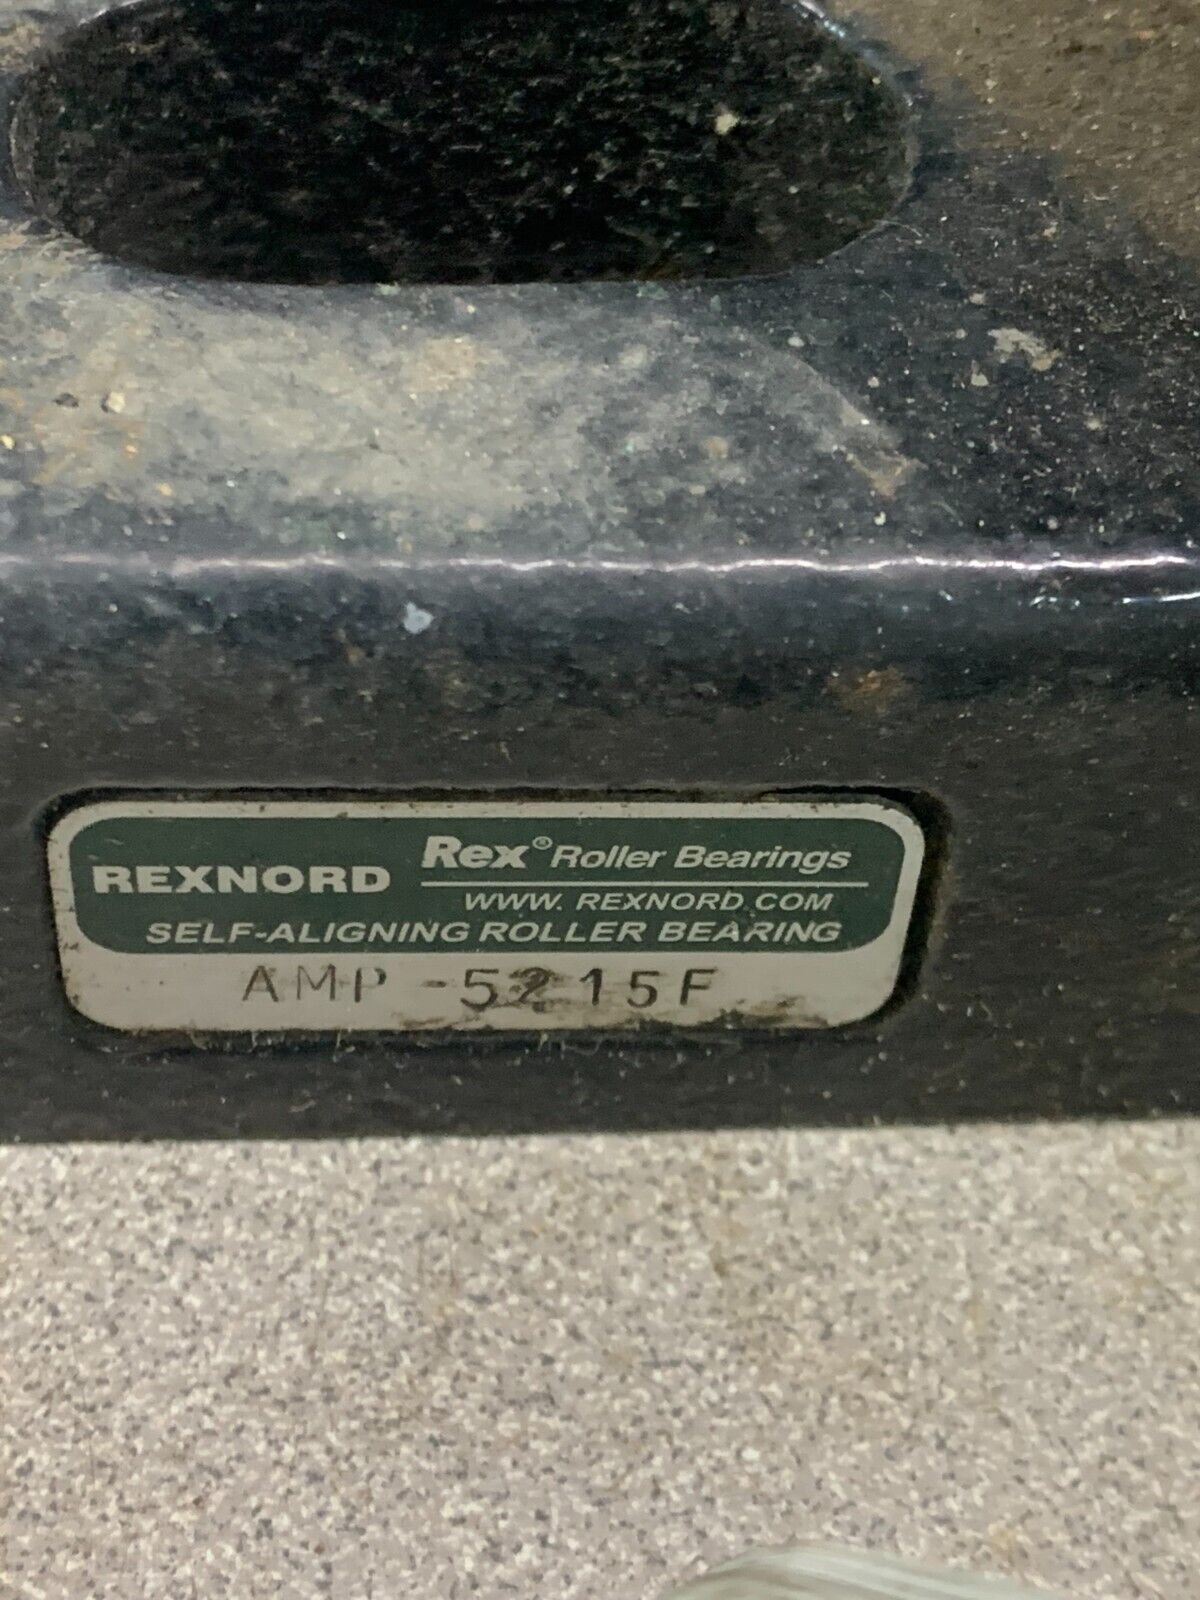 REXNORD Rex® Roller Bearings
WWW. REXNORD.COM
SELF-ALIGNING ROLLER BEARING
AMP-5215F